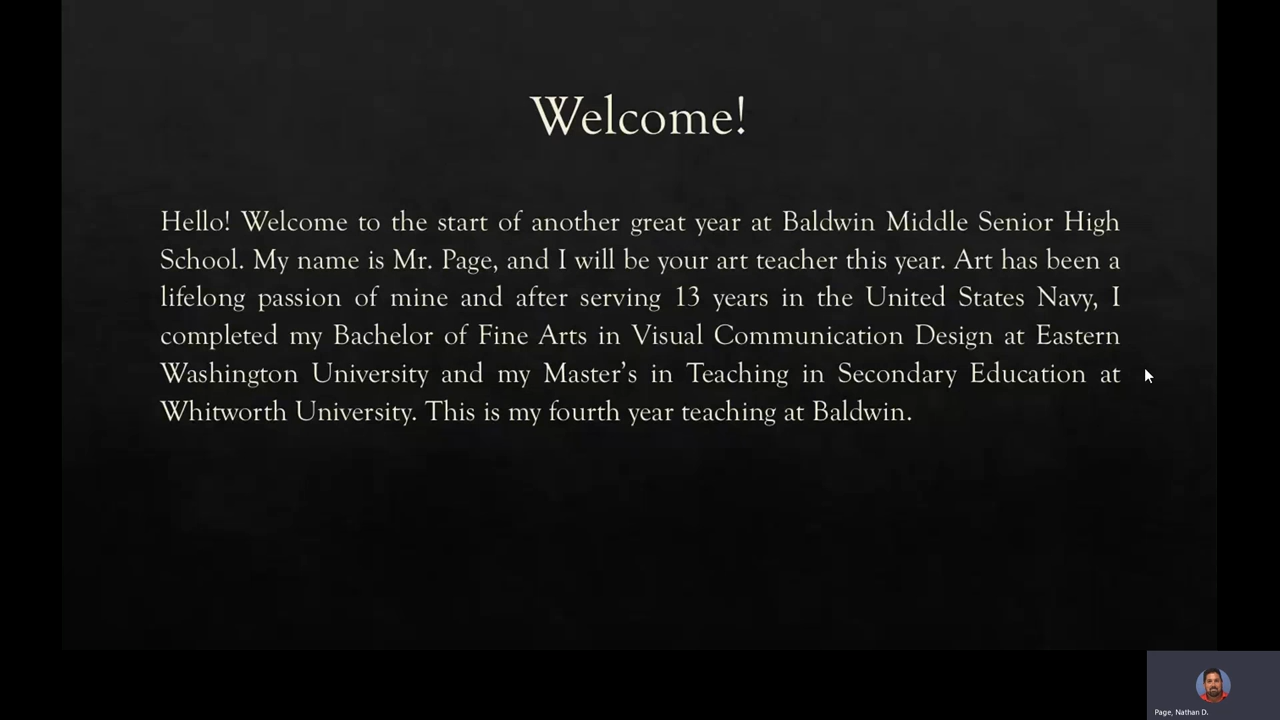 Welcome!
Hello! Welcome to the start of another great year at Baldwin Middle Senior High
School. My name is Mr. Page, and I will be your art teacher this year. Art has been a
lifelong passion of mine and after serving 13 years in the United States Navy, I
completed my Bachelor of Fine Arts in Visual Communication Design at Eastern
Washington University and my Master’s in Teaching in Secondary Education at
Whitworth University. This is my fourth year teaching at Baldwin.
Page, Nathan D.